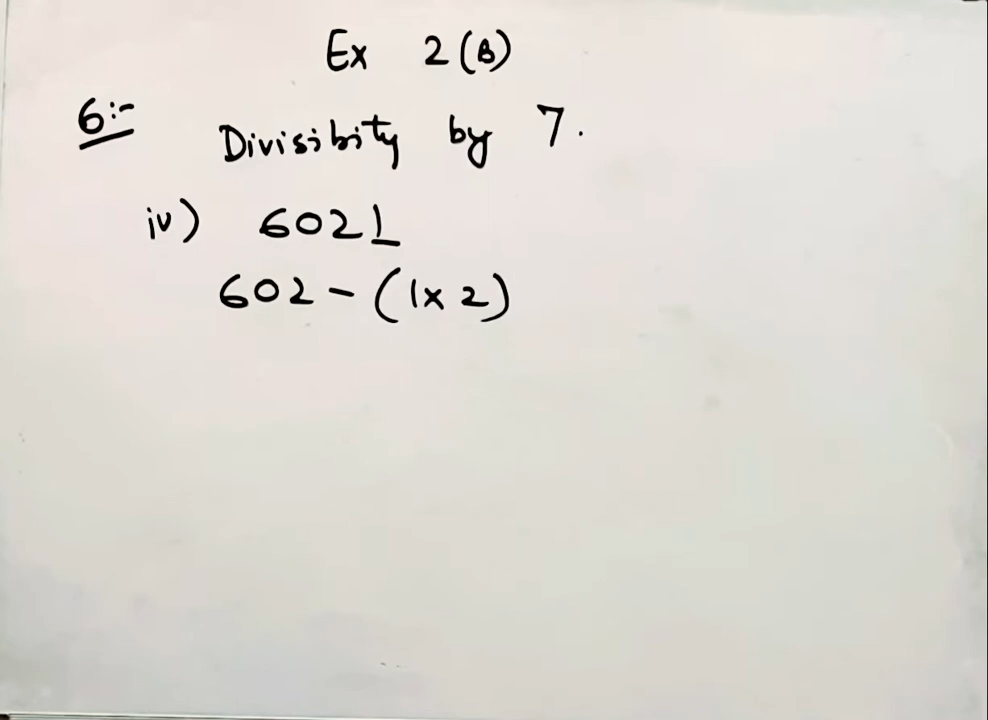 Ex 2(B)
6:-
Divisibity by 7.
iv) 6021
602 - (1x2)